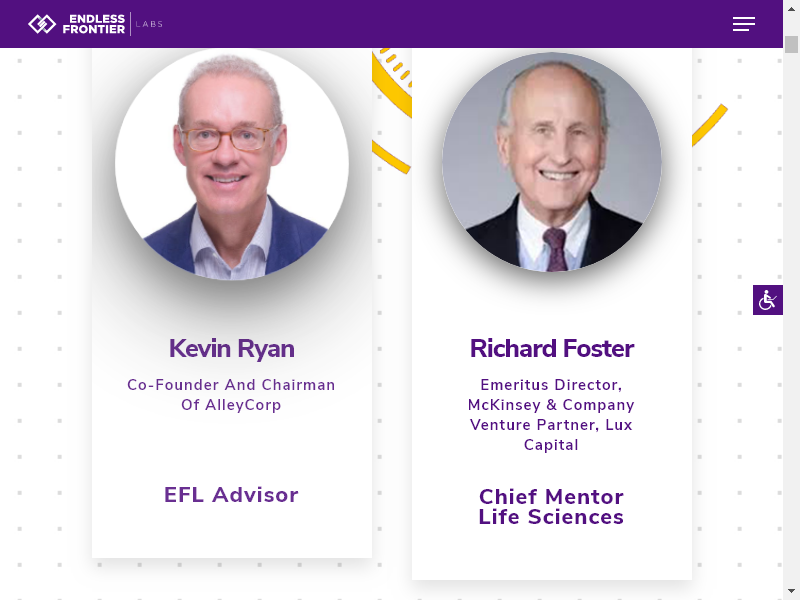 ENDLESS
FRONTIER
LABS
Kevin Ryan
Co-Founder And Chairman
Of AlleyCorp
EFL Advisor
Richard Foster
Emeritus Director,
McKinsey & Company
Venture Partner, Lux
Capital
Chief Mentor
Life Sciences